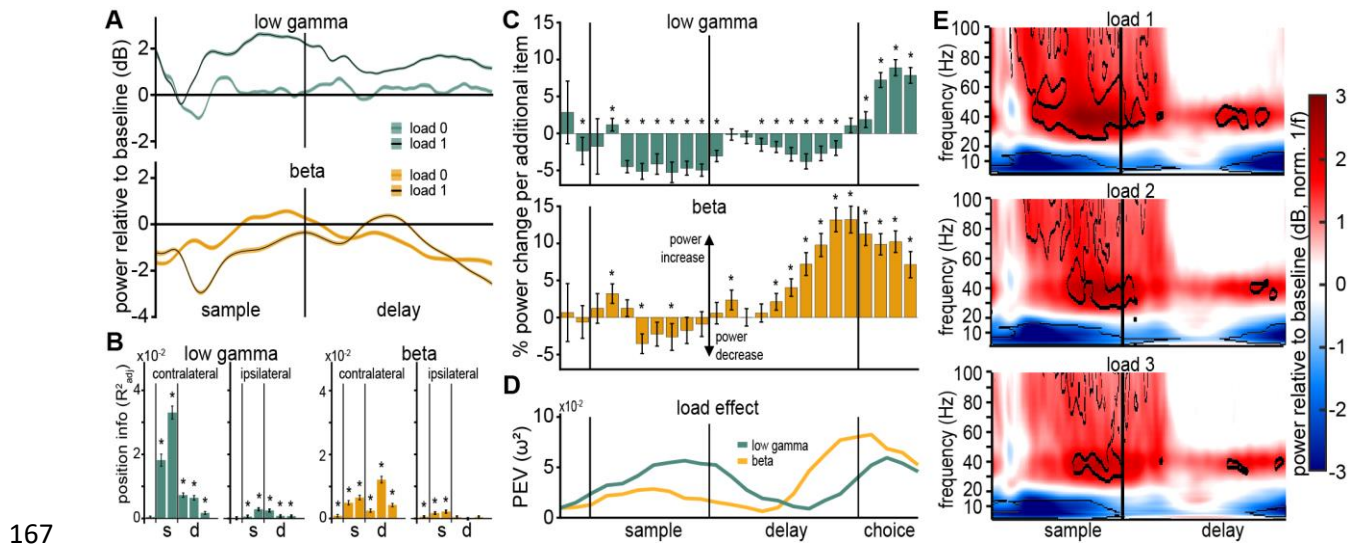 A
low gamma
power relative to baseline (dB)
2
0
-2
load 0
load 1
beta
load 0
load 1
0
-2
-4
sample
delay
B
x10⁻²
low gamma
contralateral
ipsilateral
position info (R²adj)
4
2
0
* * * * * *
* * * * *
s d
s d
x10⁻²
beta
contralateral
ipsilateral
4
2
0
* * * * * *
* * *
s d
s d
C
low gamma
% power change per additional item
10
5
0
-5
* * * * * * * * * * * * * * * * * *
beta
15
10
5
0
-5
power
increase
power
decrease
* * * * * * * * * * * * * *
D
x10⁻²
load effect
PEV (ω²)
10
5
0
low gamma
beta
sample
delay
choice
E
load 1
frequency (Hz)
100
80
60
40
30
20
10
load 2
frequency (Hz)
100
80
60
40
30
20
10
load 3
frequency (Hz)
100
80
60
40
30
20
10
sample
delay
3
2
1
0
-1
-2
-3
power relative to baseline (dB, norm. 1/f)
167